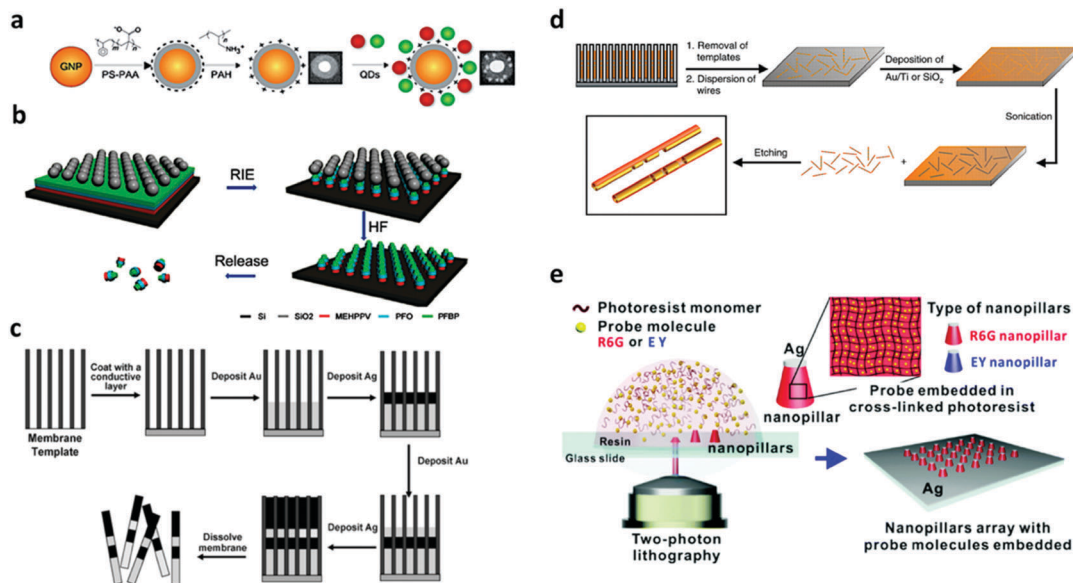 a
GNP
PS-PAA
PAH
NH3+
QDs
b
RIE
HF
Release
Si SiO2 MEHPPV PFO PFBP
c
Coat with a
conductive
layer
Deposit Au
Deposit Ag
Membrane
Template
Deposit Au
Deposit Ag
Dissolve
membrane
d
1. Removal of
templates
2. Dispersion of
wires
Deposition of
Au/Ti or SiO2
Sonication
Etching
+
e
Photoresist monomer
Probe molecule
R6G or EY
Resin
Glass slide
nanopillars
Two-photon
lithography
Ag
nanopillar
Type of nanopillars
R6G nanopillar
EY nanopillar
Probe embedded in
cross-linked photoresist
Ag
Nanopillars array with
probe molecules embedded